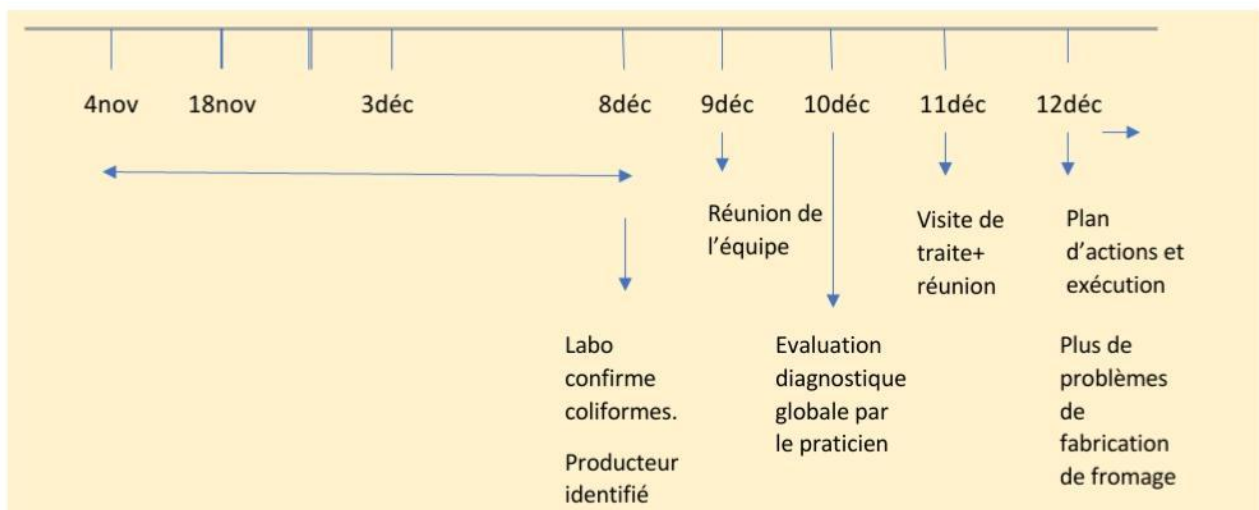 4nov
18nov
3déc
8déc
9déc
10déc
11déc
12déc
Réunion de
l'équipe
Visite de
traite+
réunion
Plan
d'actions et
exécution
Labo
confirme
coliformes.
Producteur
identifié
Evaluation
diagnostique
globale par
le praticien
Plus de
problèmes
de
fabrication
de fromage